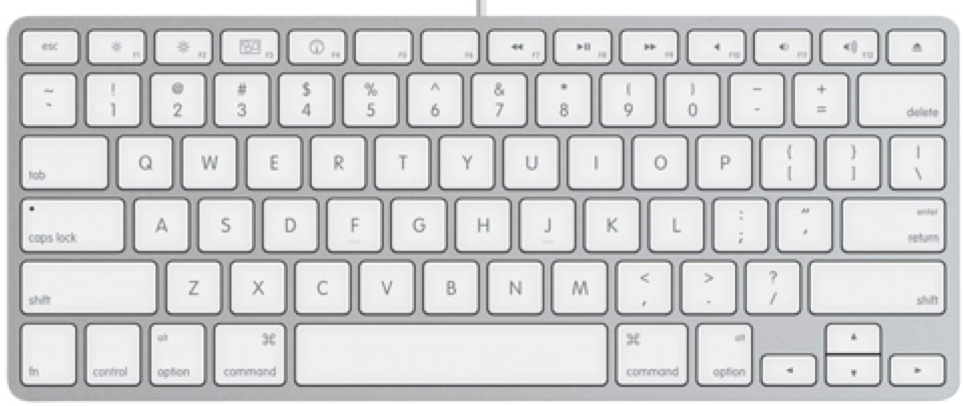 esc F1 F2 F3 F4 F5 F6 F7 F8 F9 F10 F11 F12
~ ! @ # $ % ^ & * ( ) – +
` 1 2 3 4 5 6 7 8 9 0 - = delete
tab Q W E R T Y U I O P { [ } ] | \
caps lock A S D F G H J K L : ; " ' enter return
shift Z X C V B N M < , > . ? / shift
fn control alt option ⌘ command ⌘ command alt option